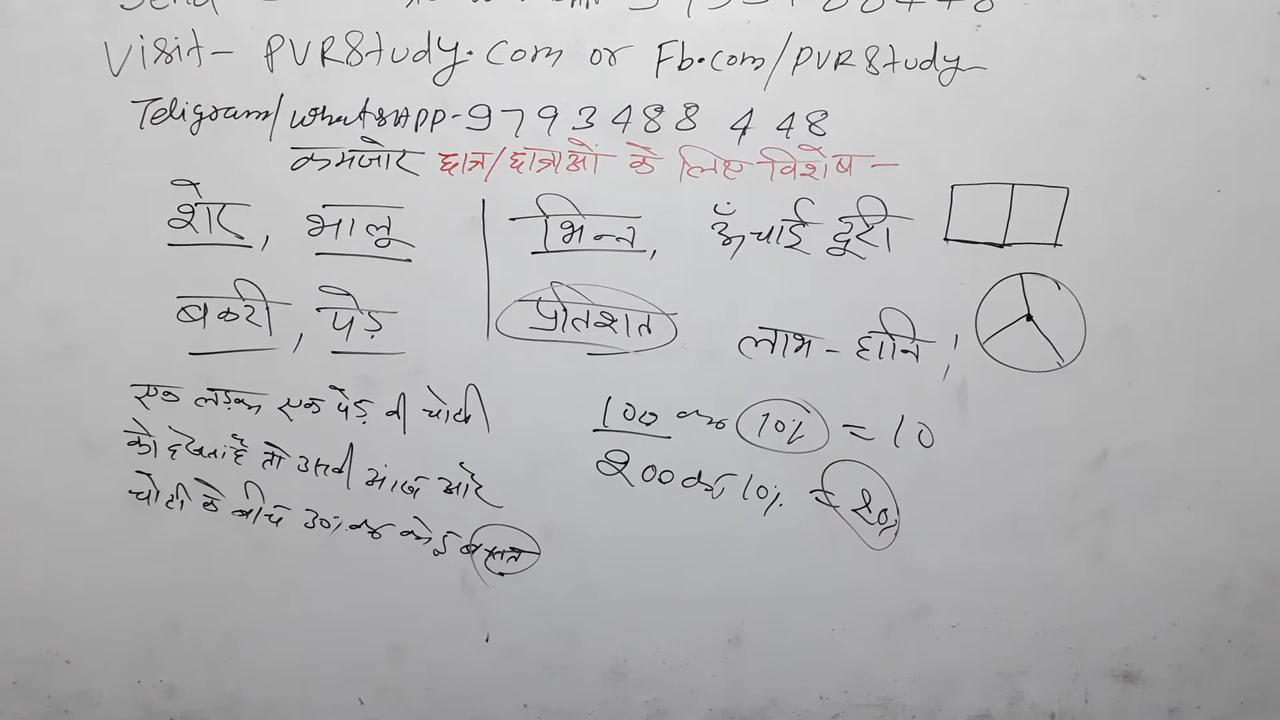 Visit- PVRStudy.com or Fb.com/PVRStudy
Teligram/whatsAPP-9793488 448
कमजोर छात्र/छात्राओं के लिए विशेष-
शेर, भालू
बकरी, पेड़
भिन्न, ऊँचाई दूरी
प्रतिशत
लाभ-हानि,
एक लड़का एक पेड़ की चोटी
को देखता है तो उसकी आंख और
चोटी के बीच 30% का कोई
100 का 10% = 10
200 का 10% = 20%